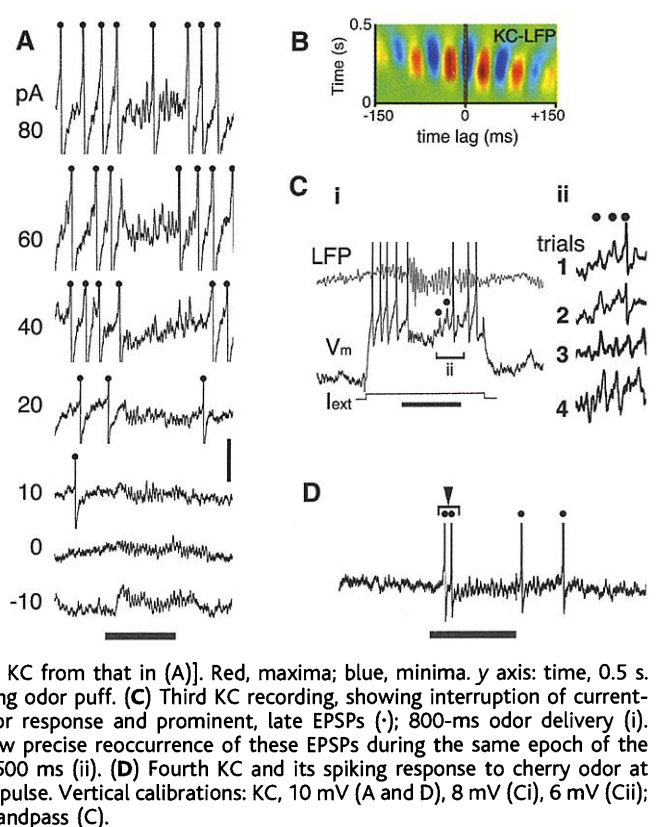 A
pA
80
60
40
20
10
0
-10
B
KC-LFP
0.5
Time (s)
0
-150 0 +150
time lag (ms)
C
i
LFP
Vm
ii
Iext
ii
trials
1
2
3
4
D
KC from that in (A)]. Red, maxima; blue, minima. y axis: time, 0.5 s.
ng odor puff. (C) Third KC recording, showing interruption of current-
or response and prominent, late EPSPs (·); 800-ms odor delivery (i).
w precise reoccurrence of these EPSPs during the same epoch of the
500 ms (ii). (D) Fourth KC and its spiking response to cherry odor at
pulse. Vertical calibrations: KC, 10 mV (A and D), 8 mV (Ci), 6 mV (Cii);
andpass (C).